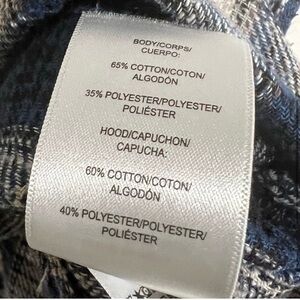 BODY/CORPS/
CUERPO:
65% COTTON/COTON/
ALGODÓN
35% POLYESTER/POLYESTER/
POLIÉSTER
HOOD/CAPUCHON/
CAPUCHA:
60% COTTON/COTON/
ALGODÓN
40% POLYESTER/POLYESTER/
POLIÉSTER